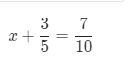 x + 3/5 = 7/10